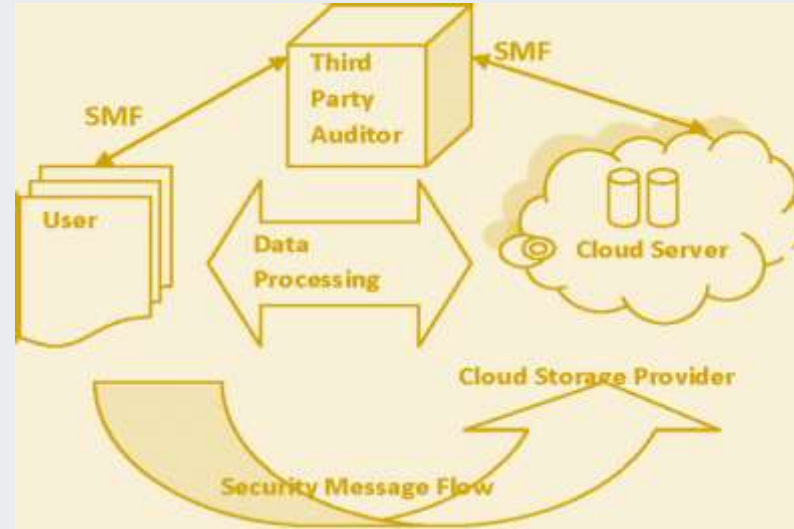 SMF
Third
Party
Auditor
SMF
User
Data
Processing
Cloud Server
Cloud Storage Provider
Security Message Flow